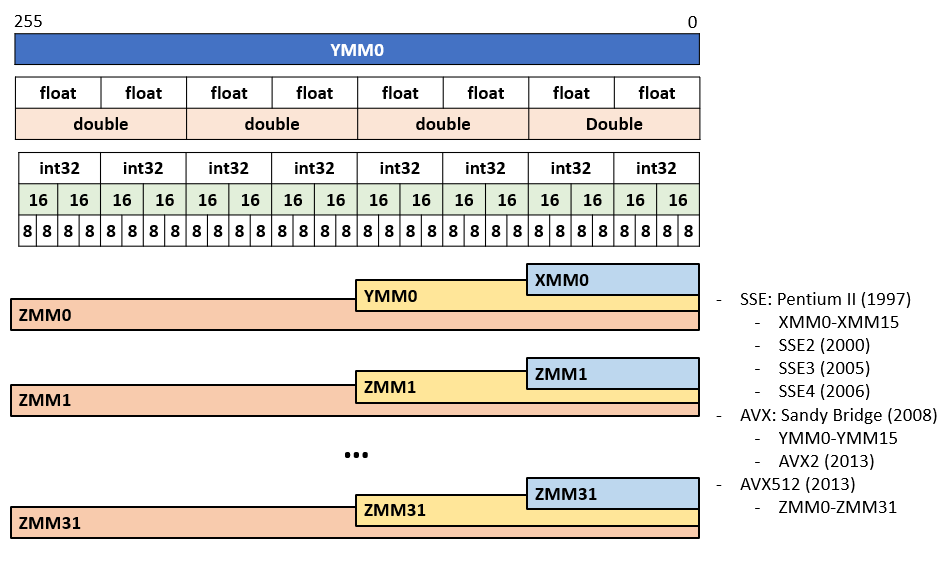 255 0
YMM0
float float float float float float float float
double double double Double
int32 int32 int32 int32 int32 int32 int32 int32
16 16 16 16 16 16 16 16 16 16 16 16 16 16 16 16
8 8 8 8 8 8 8 8 8 8 8 8 8 8 8 8 8 8 8 8 8 8 8 8 8 8 8 8 8 8 8 8
XMM0
YMM0
ZMM0
ZMM1
ZMM1
ZMM1
...
ZMM31
ZMM31
ZMM31
- SSE: Pentium II (1997)
- XMM0-XMM15
- SSE2 (2000)
- SSE3 (2005)
- SSE4 (2006)
- AVX: Sandy Bridge (2008)
- YMM0-YMM15
- AVX2 (2013)
- AVX512 (2013)
- ZMM0-ZMM31